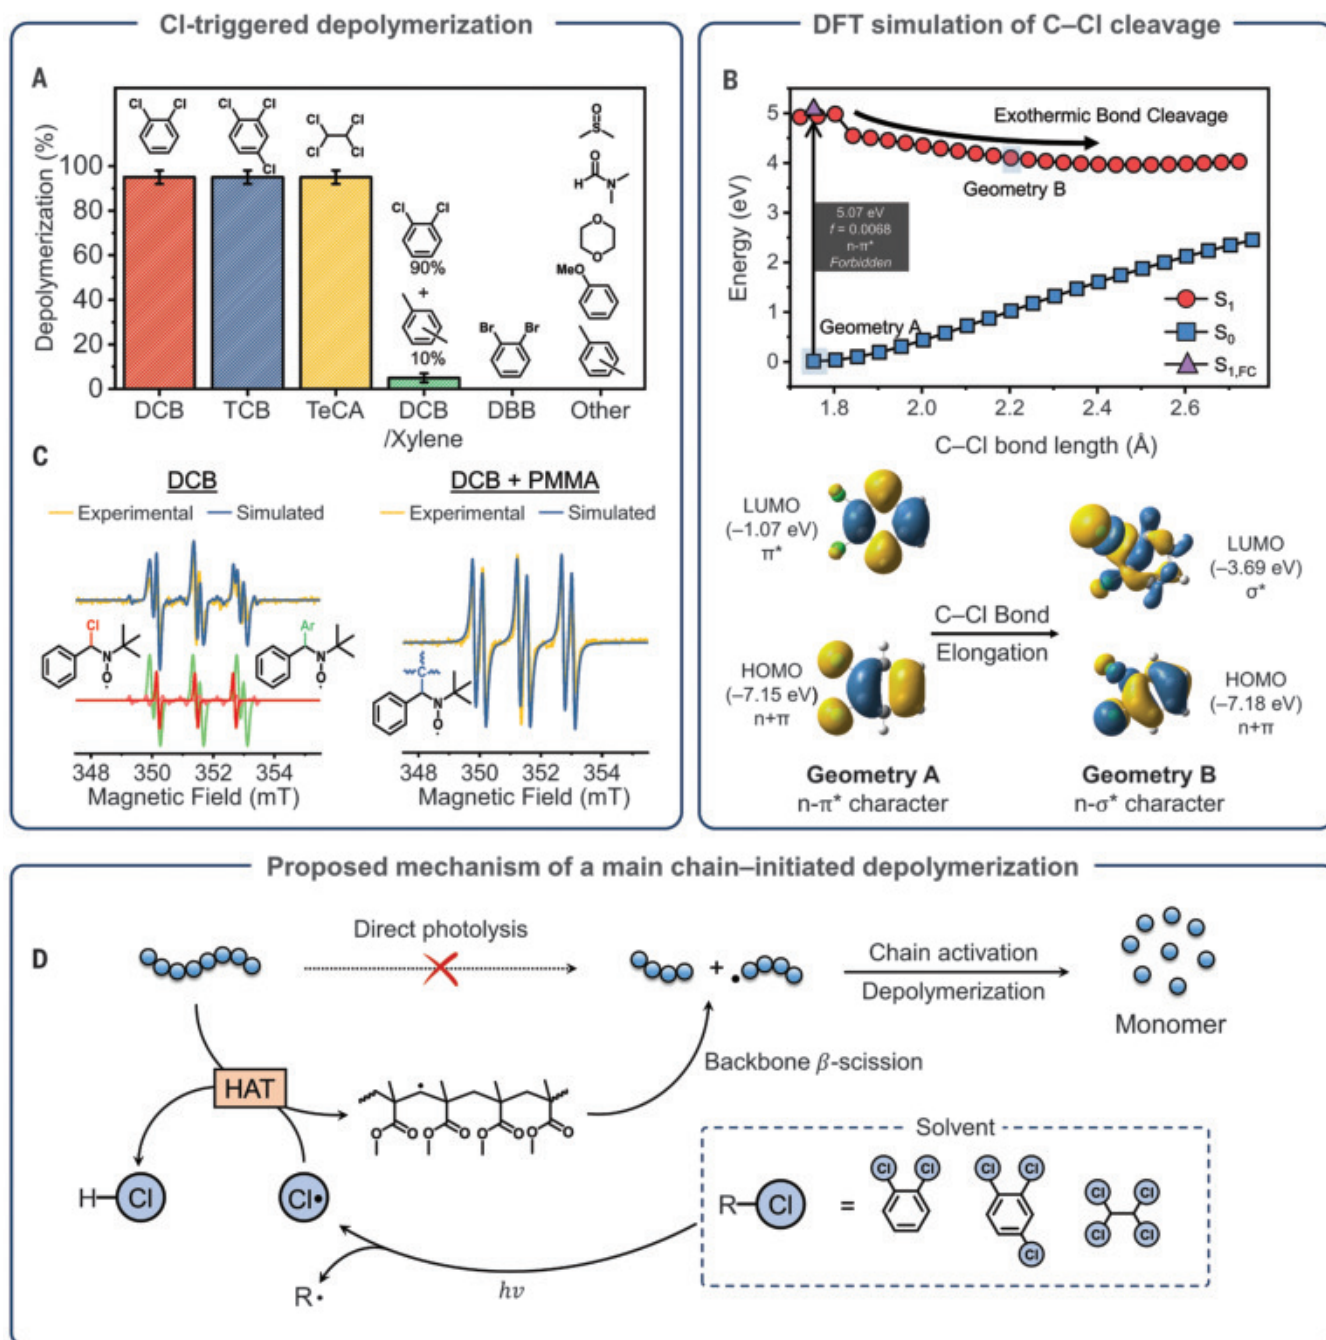 Cl-triggered depolymerization
A
Depolymerization (%)
100
80
60
40
20
0
Cl Cl
Cl Cl Cl
Cl Cl Cl Cl
Cl Cl
90%
+
10%
Br Br
O
S
O
H N
O
O
MeO
DCB
TCB
TeCA
DCB
/Xylene
DBB
Other
C
DCB
Experimental Simulated
Cl
N
O
Ar
N
O
348 350 352 354
Magnetic Field (mT)
DCB + PMMA
Experimental Simulated
C
N
O
348 350 352 354
Magnetic Field (mT)
DFT simulation of C–Cl cleavage
B
Energy (eV)
5
4
3
2
1
0
Exothermic Bond Cleavage
Geometry B
5.07 eV
f = 0.0068
n-π*
Forbidden
Geometry A
S1
S0
S1,FC
1.8 2.0 2.2 2.4 2.6
C–Cl bond length (Å)
LUMO
(–1.07 eV)
π*
HOMO
(–7.15 eV)
n+π
C–Cl Bond
Elongation
LUMO
(–3.69 eV)
σ*
HOMO
(–7.18 eV)
n+π
Geometry A
n-π* character
Geometry B
n-σ* character
Proposed mechanism of a main chain–initiated depolymerization
D
Direct photolysis
+
Chain activation
Depolymerization
Monomer
Backbone β-scission
HAT
O O O O O O O O
H Cl
Cl•
R•
hν
Solvent
R Cl
=
Cl Cl
Cl Cl Cl
Cl Cl Cl Cl